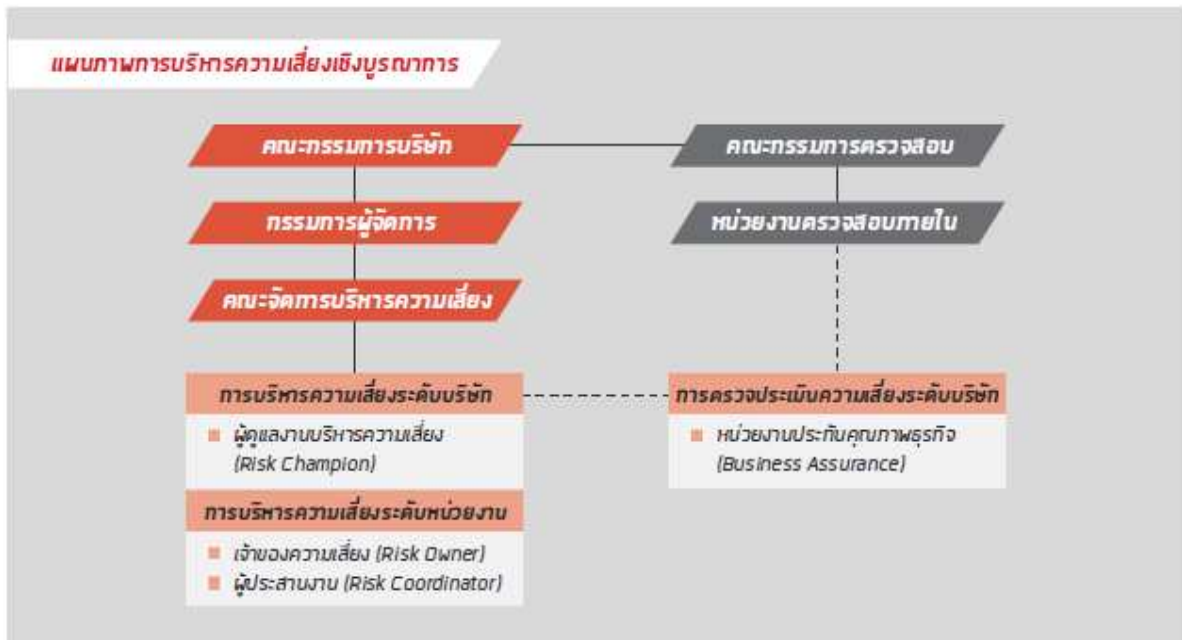 แผนภาพการบริหารความเสี่ยงเชิงบูรณาการ
คณะกรรมการบริษัท
คณะกรรมการตรวจสอบ
กรรมการผู้จัดการ
หน่วยงานตรวจสอบภายใน
คณะจัดการบริหารความเสี่ยง
การบริหารความเสี่ยงระดับบริษัท
ผู้ดูแลงานบริหารความเสี่ยง
(Risk Champion)
การตรวจประเมินความเสี่ยงระดับบริษัท
หน่วยงานประกันคุณภาพธุรกิจ
(Business Assurance)
การบริหารความเสี่ยงระดับหน่วยงาน
เจ้าของความเสี่ยง (Risk Owner)
ผู้ประสานงาน (Risk Coordinator)